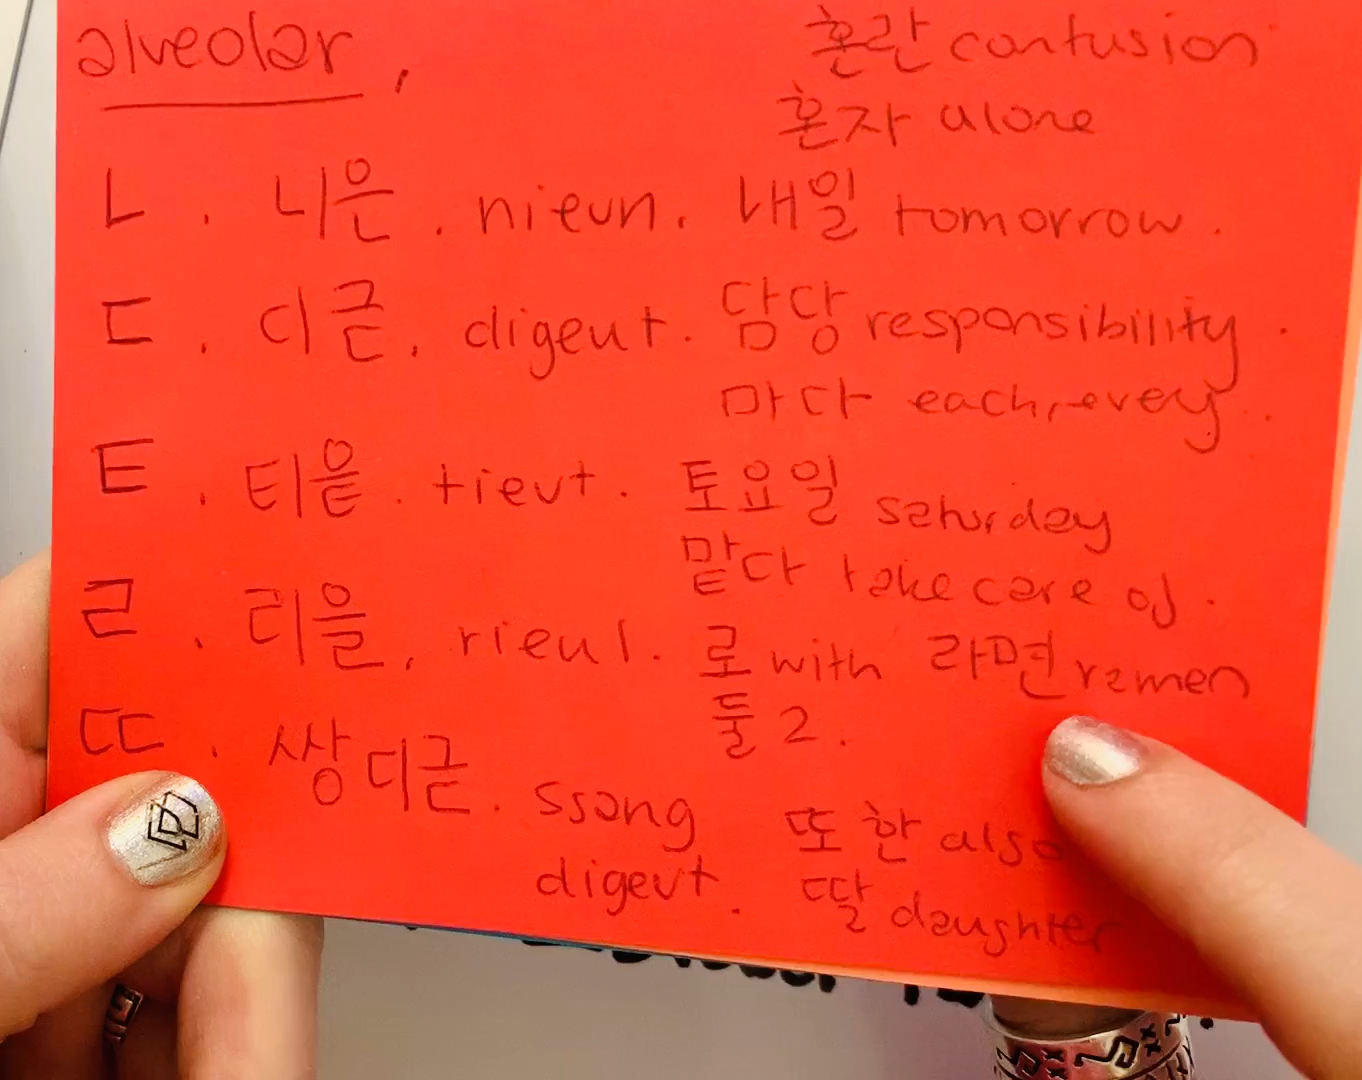 alveolar,
혼란 confusion
혼자 alone
ㄴ. 니은. nieun. 내일 tomorrow.
ㄷ. 디귿. digeut. 담당 responsibility.
마다 each, every.
ㅌ. 티읕. tieut. 토요일 saturday
맡다 take care of.
ㄹ. 리을. rieul. 로 with 라면 ramen
둘 2.
ㄸ. 쌍디귿. ssang digeut. 또한 also
딸 daughter